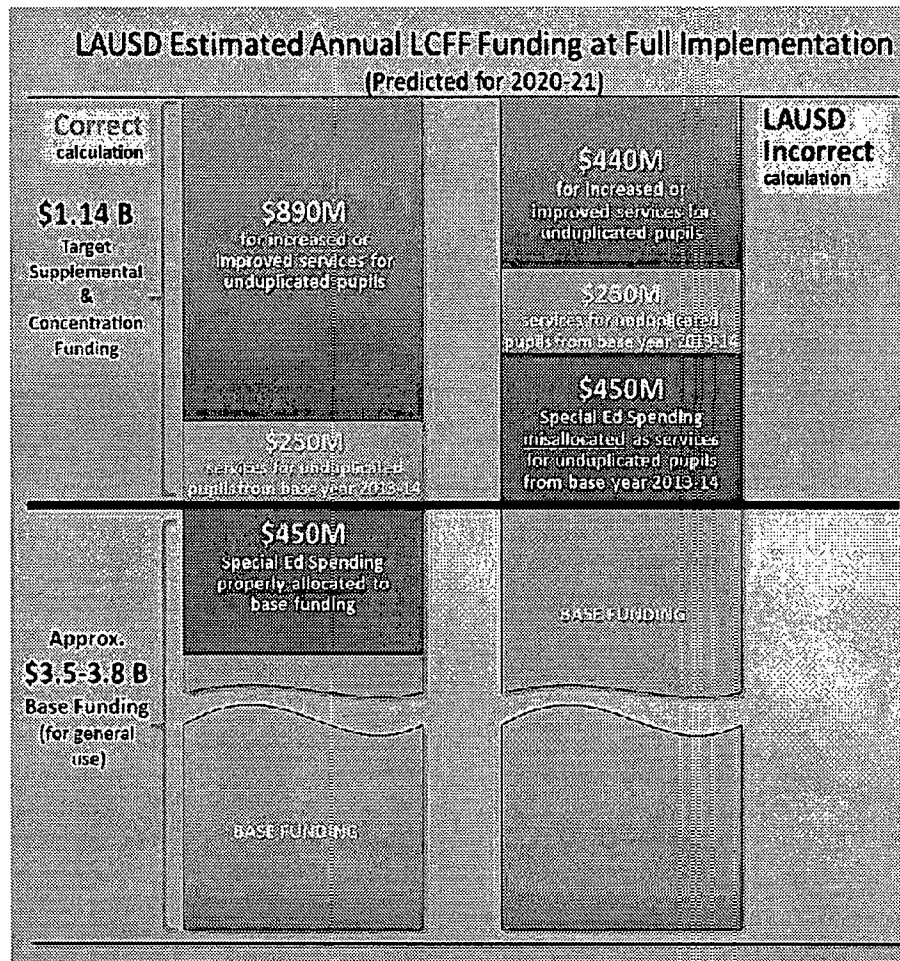 LAUSD Estimated Annual LCFF Funding at Full Implementation
(Predicted for 2020-21)
Correct
calculation
$1.14 B
Target
Supplemental
&
Concentration
Funding
$890M
for increased or
improved services for
unduplicated pupils
$250M
services for unduplicated
pupils from base year 2013-14
$440M
for increased or
improved services for
unduplicated pupils
$250M
services for unduplicated
pupils from base year 2013-14
$450M
Special Ed Spending
misallocated as services
for unduplicated pupils
from base year 2013-14
LAUSD
Incorrect
calculation
Approx.
$3.5-3.8 B
Base Funding
(for general
use)
$450M
Special Ed Spending
properly allocated to
base funding
BASE FUNDING
BASE FUNDING